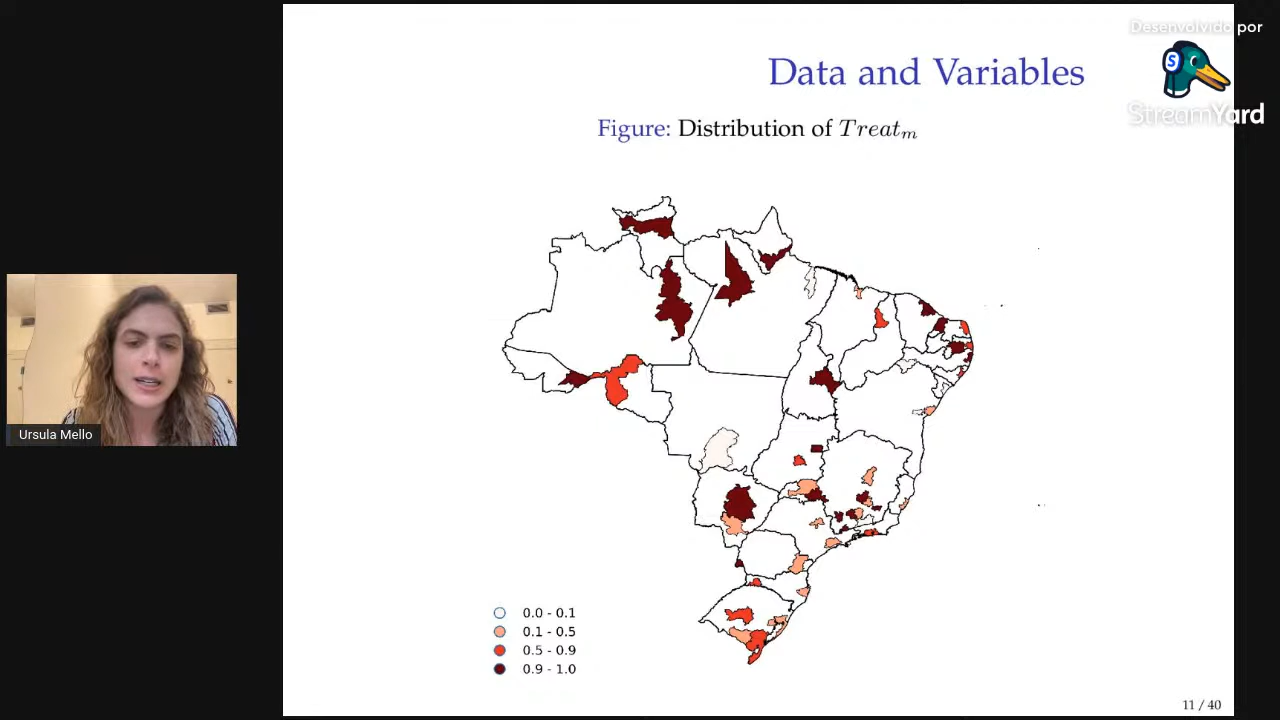 Desenvolvido por
StreamYard
Data and Variables
Figure: Distribution of Treatm
Ursula Mello
0.0 - 0.1
0.1 - 0.5
0.5 - 0.9
0.9 - 1.0
11 / 40